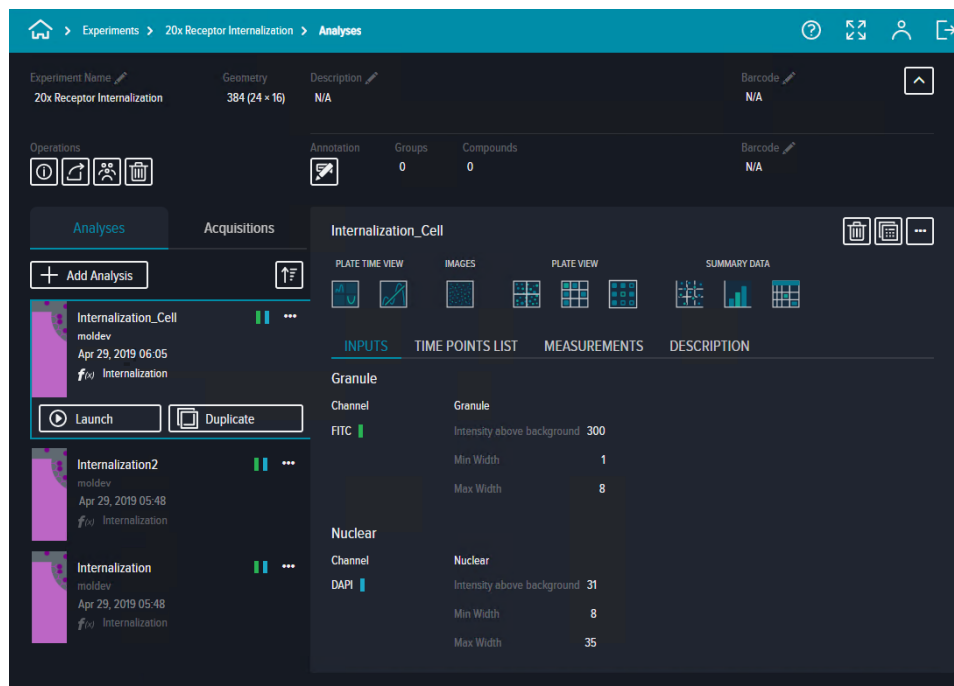 Experiments > 20x Receptor Internalization > Analyses
Experiment Name Geometry Description Barcode
20x Receptor Internalization 384 (24 × 16) N/A N/A
Operations Annotation Groups Compounds Barcode
0 0 N/A
Analyses Acquisitions
Add Analysis
Internalization_Cell
moldev
Apr 29, 2019 06:05
f(x) Internalization
Launch Duplicate
Internalization2
moldev
Apr 29, 2019 05:48
f(x) Internalization
Internalization
moldev
Apr 29, 2019 05:48
f(x) Internalization
Internalization_Cell
PLATE TIME VIEW IMAGES PLATE VIEW SUMMARY DATA
INPUTS TIME POINTS LIST MEASUREMENTS DESCRIPTION
Granule
Channel Granule
FITC Intensity above background 300
Min Width 1
Max Width 8
Nuclear
Channel Nuclear
DAPI Intensity above background 31
Min Width 8
Max Width 35